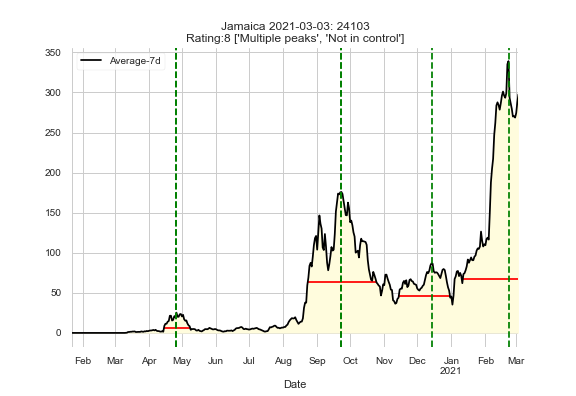 Jamaica 2021-03-03: 24103
Rating:8 ['Multiple peaks', 'Not in control']
350
Average-7d
300
250
200
150
100
50
0
Feb Mar Apr May Jun Jul Aug Sep Oct Nov Dec Jan Feb Mar
2021
Date